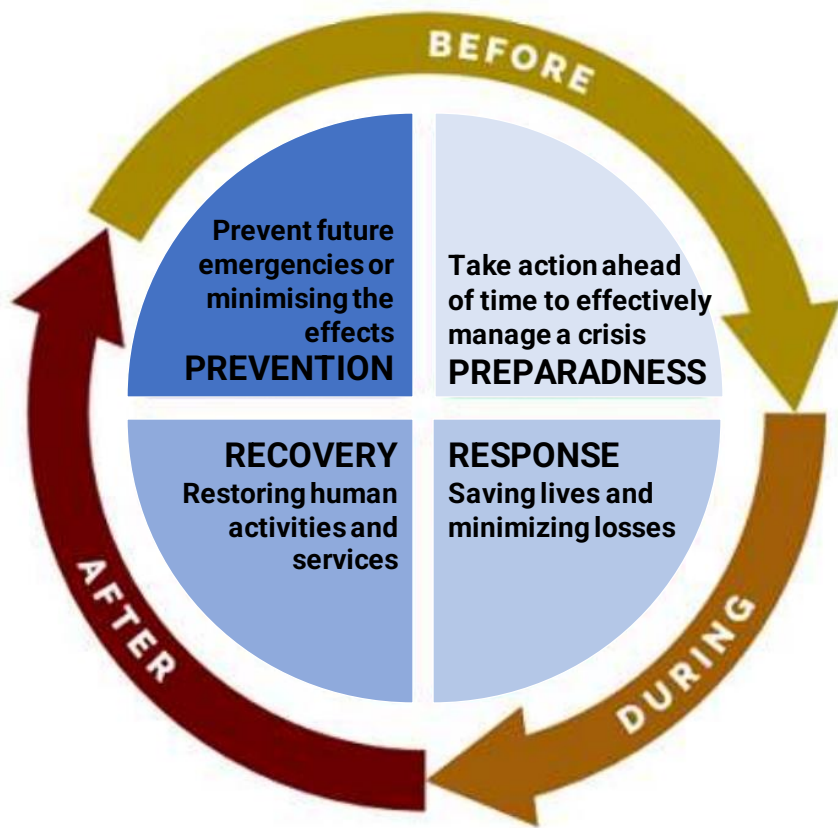 BEFORE
Prevent future
emergencies or
minimising the
effects
PREVENTION
Take action ahead
of time to effectively
manage a crisis
PREPARADNESS
RECOVERY
Restoring human
activities and
services
RESPONSE
Saving lives and
minimizing losses
AFTER
DURING